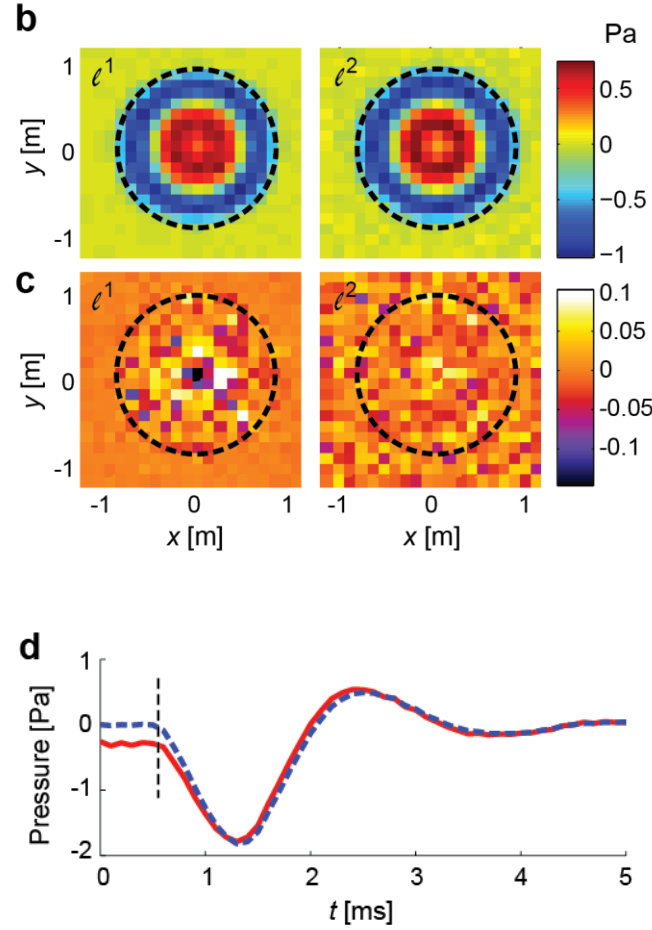 b
Pa
ℓ1
ℓ2
1
0
-1
y [m]
0.5
0
−0.5
−1
c
ℓ1
ℓ2
1
0
-1
y [m]
0.1
0.05
0
−0.05
−0.1
-1 0 1
-1 0 1
x [m]
x [m]
d
1
0
-1
-2
Pressure [Pa]
0 1 2 3 4 5
t [ms]